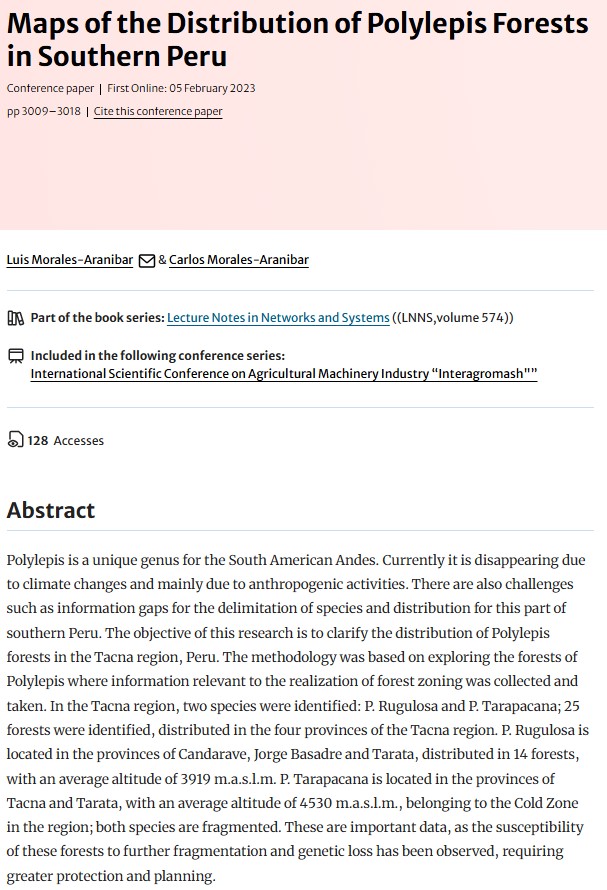 Maps of the Distribution of Polylepis Forests
in Southern Peru
Conference paper | First Online: 05 February 2023
pp 3009–3018 | Cite this conference paper
Luis Morales-Aranibar & Carlos Morales-Aranibar
Part of the book series: Lecture Notes in Networks and Systems ((LNNS,volume 574))
Included in the following conference series:
International Scientific Conference on Agricultural Machinery Industry “Interagromash"”
128 Accesses
Abstract
Polylepis is a unique genus for the South American Andes. Currently it is disappearing due
to climate changes and mainly due to anthropogenic activities. There are also challenges
such as information gaps for the delimitation of species and distribution for this part of
southern Peru. The objective of this research is to clarify the distribution of Polylepis
forests in the Tacna region, Peru. The methodology was based on exploring the forests of
Polylepis where information relevant to the realization of forest zoning was collected and
taken. In the Tacna region, two species were identified: P. Rugulosa and P. Tarapacana; 25
forests were identified, distributed in the four provinces of the Tacna region. P. Rugulosa is
located in the provinces of Candarave, Jorge Basadre and Tarata, distributed in 14 forests,
with an average altitude of 3919 m.a.s.l.m. P. Tarapacana is located in the provinces of
Tacna and Tarata, with an average altitude of 4530 m.a.s.l.m., belonging to the Cold Zone
in the region; both species are fragmented. These are important data, as the susceptibility
of these forests to further fragmentation and genetic loss has been observed, requiring
greater protection and planning.